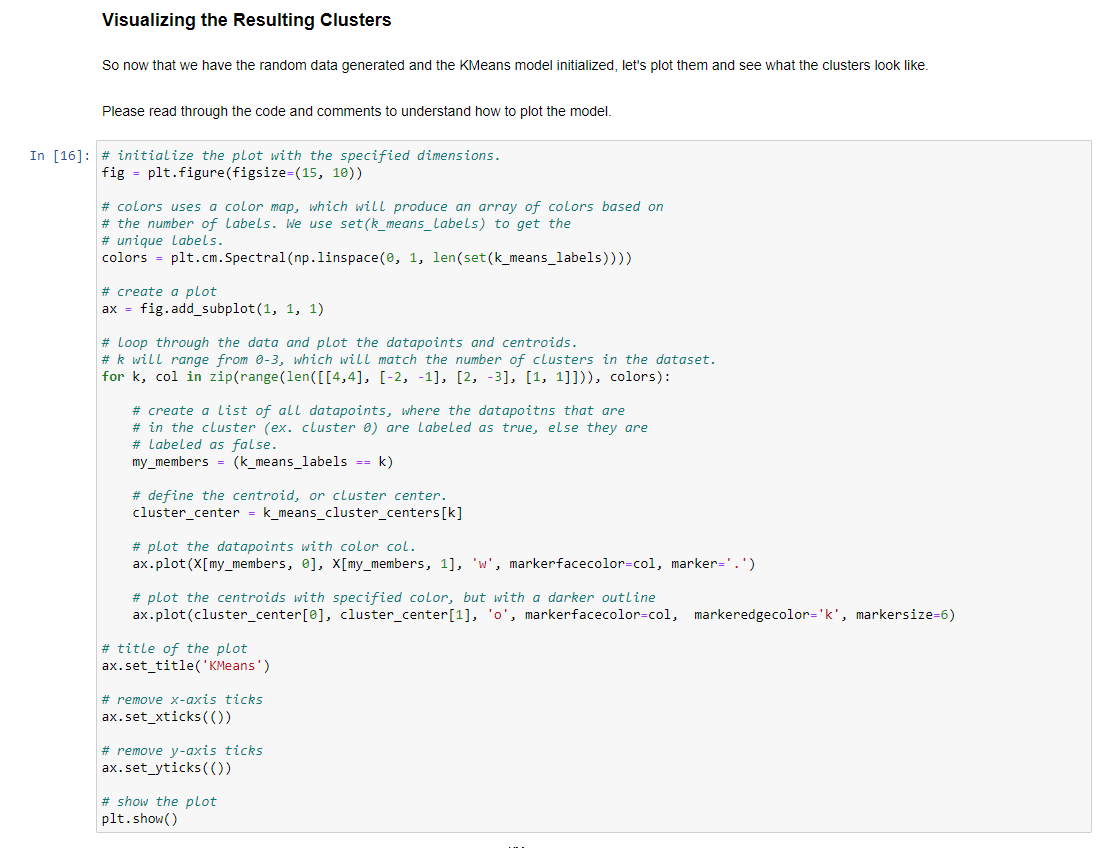 Visualizing the Resulting Clusters
So now that we have the random data generated and the KMeans model initialized, let's plot them and see what the clusters look like.
Please read through the code and comments to understand how to plot the model.
In [16]:
# initialize the plot with the specified dimensions.
fig = plt.figure(figsize=(15, 10))
# colors uses a color map, which will produce an array of colors based on
# the number of labels. We use set(k_means_labels) to get the
# unique labels.
colors = plt.cm.Spectral(np.linspace(0, 1, len(set(k_means_labels))))
# create a plot
ax = fig.add_subplot(1, 1, 1)
# loop through the data and plot the datapoints and centroids.
# k will range from 0-3, which will match the number of clusters in the dataset.
for k, col in zip(range(len([[4,4], [-2, -1], [2, -3], [1, 1]])), colors):
# create a list of all datapoints, where the datapoitns that are
# in the cluster (ex. cluster 0) are labeled as true, else they are
# labeled as false.
my_members = (k_means_labels == k)
# define the centroid, or cluster center.
cluster_center = k_means_cluster_centers[k]
# plot the datapoints with color col.
ax.plot(X[my_members, 0], X[my_members, 1], 'w', markerfacecolor=col, marker='.')
# plot the centroids with specified color, but with a darker outline
ax.plot(cluster_center[0], cluster_center[1], 'o', markerfacecolor=col,  markeredgecolor='k', markersize=6)
# title of the plot
ax.set_title('KMeans')
# remove x-axis ticks
ax.set_xticks(())
# remove y-axis ticks
ax.set_yticks(())
# show the plot
plt.show()